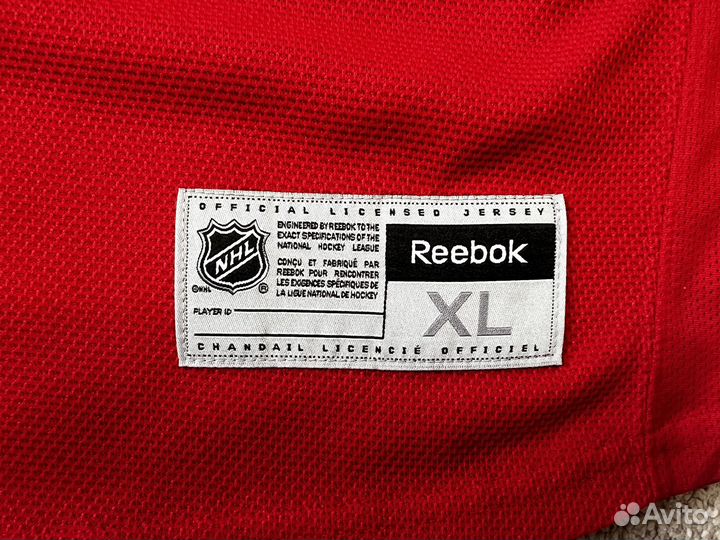 OFFICIAL LICENSED JERSEY
NHL
©NHL ®
ENGINEERED BY REEBOK TO THE
EXACT SPECIFICATIONS OF THE
NATIONAL HOCKEY LEAGUE
CONÇU ET FABRIQUÉ PAR
REEBOK POUR RENCONTRER
LES EXIGENCES SPÉCIFIQUES DE
LA LIGUE NATIONAL DE HOCKEY
PLAYER ID
Reebok
XL
CHANDAIL LICENCIÉ OFFICIEL
Avito